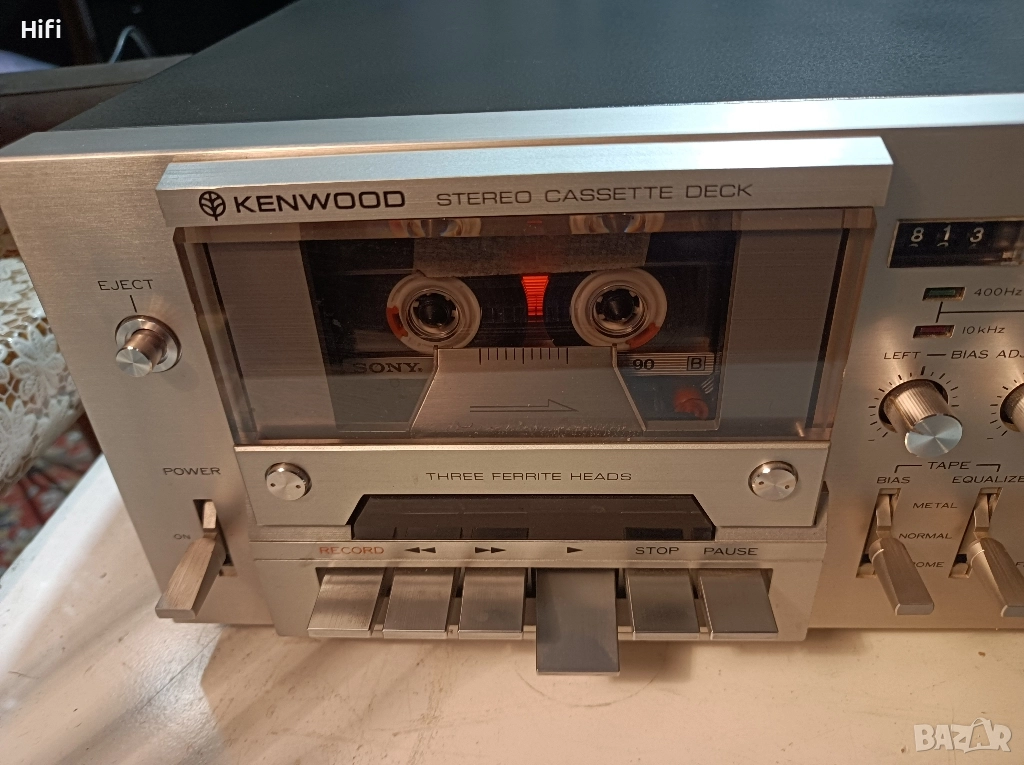 Hifi
KENWOOD STEREO CASSETTE DECK
813
EJECT
400Hz
10kHz
SONY
90 B
LEFT — BIAS ADJ
POWER
THREE FERRITE HEADS
TAPE
BIAS EQUALIZE
METAL
ON
NORMAL
RECORD ◄◄ ►► ► STOP PAUSE
BAZAR